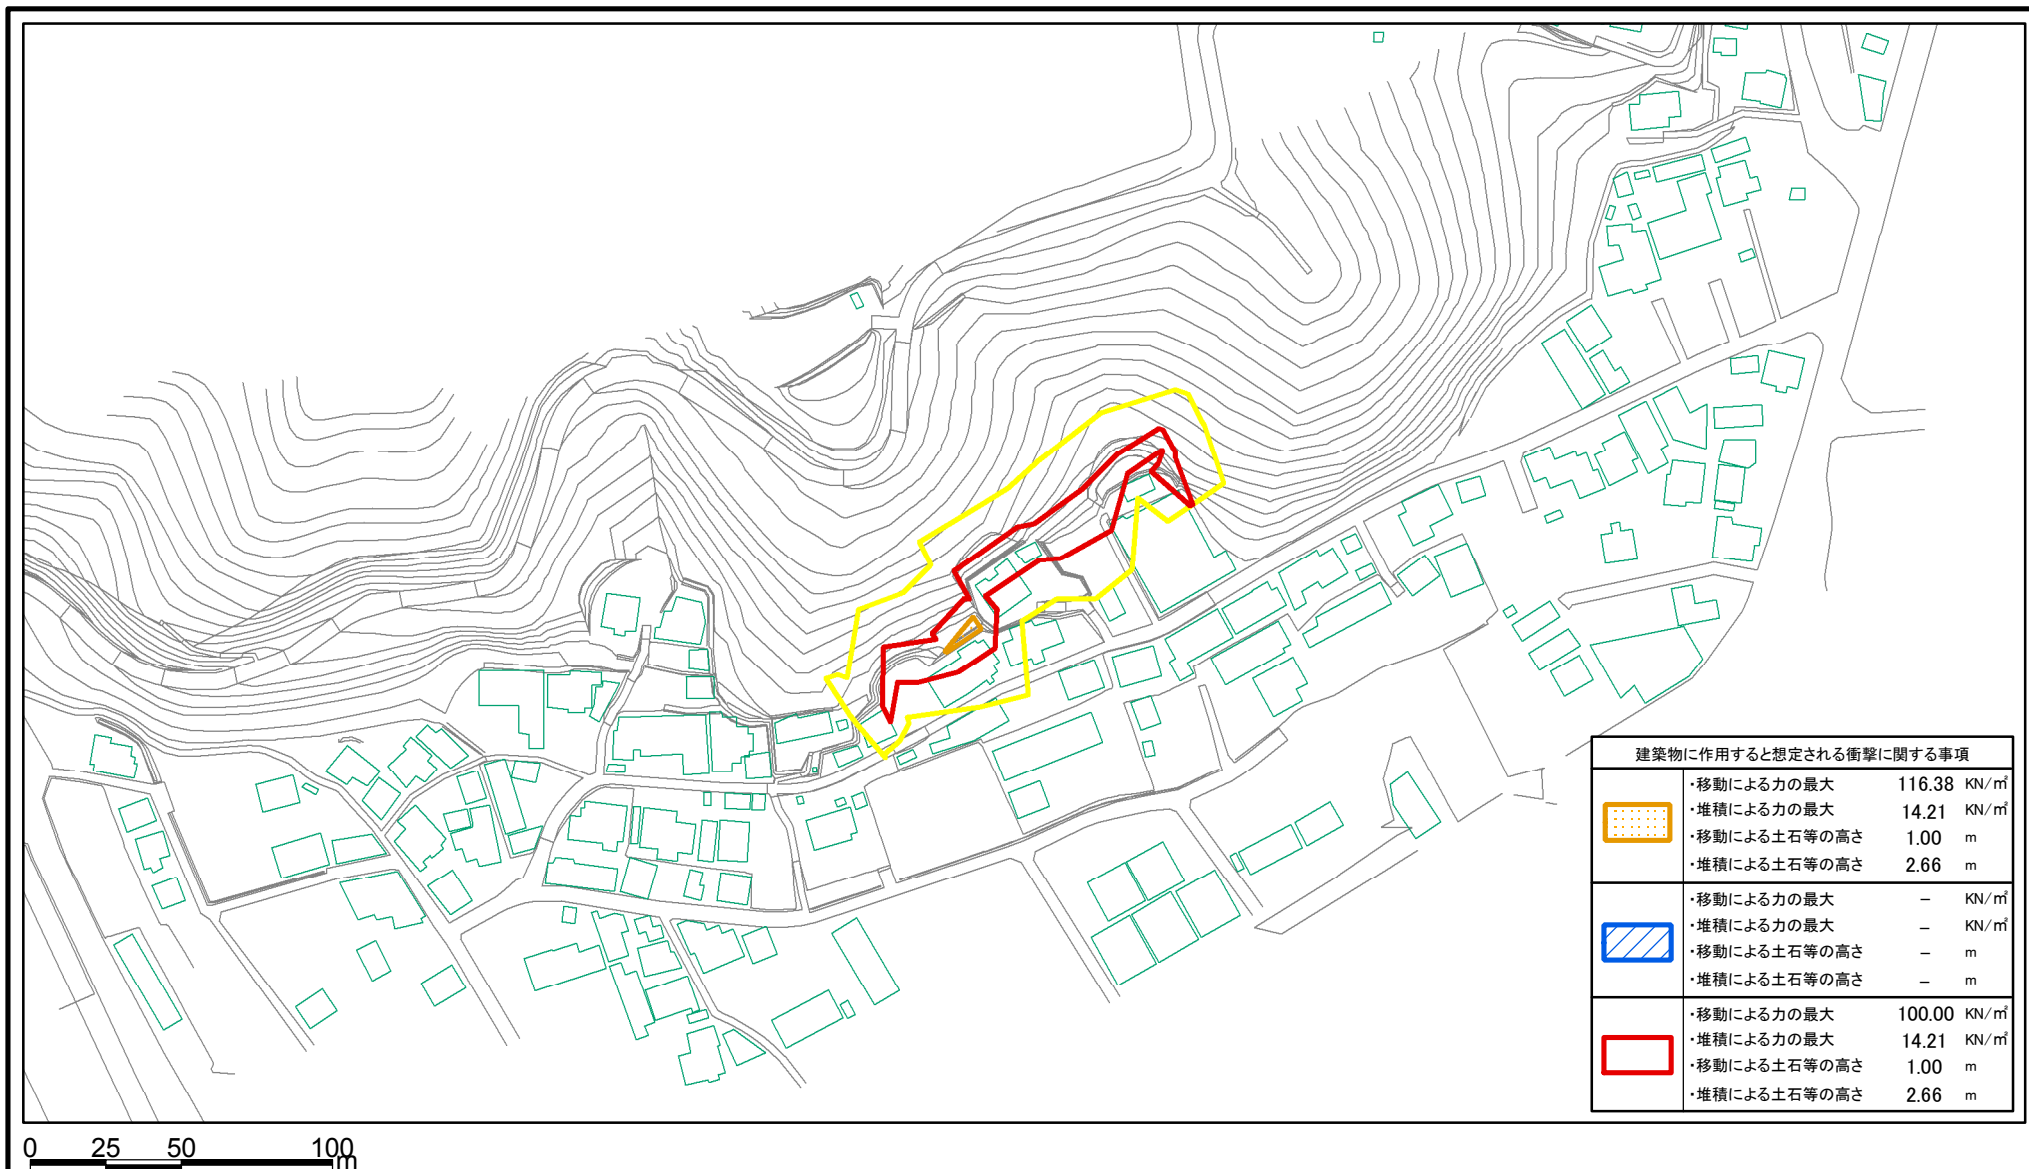 建築物に作用すると想定される衝撃に関する事項
・移動による力の最大 116.38 KN/㎡
・堆積による力の最大 14.21 KN/㎡
・移動による土石等の高さ 1.00 m
・堆積による土石等の高さ 2.66 m
・移動による力の最大 － KN/㎡
・堆積による力の最大 － KN/㎡
・移動による土石等の高さ － m
・堆積による土石等の高さ － m
・移動による力の最大 100.00 KN/㎡
・堆積による力の最大 14.21 KN/㎡
・移動による土石等の高さ 1.00 m
・堆積による土石等の高さ 2.66 m
0 25 50 100
m